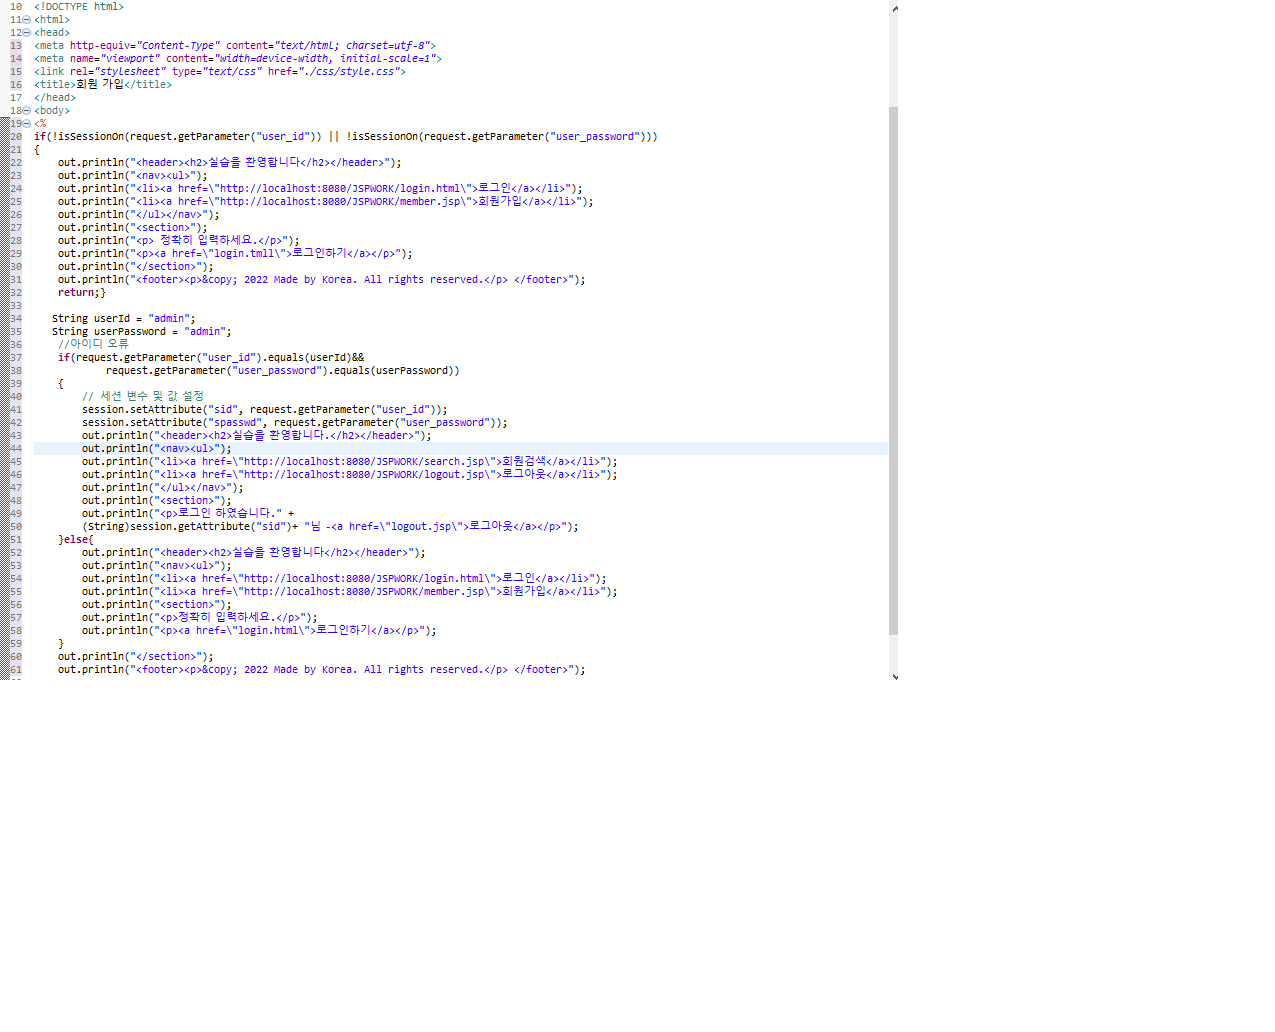 10 <!DOCTYPE html>
11 <html>
12 <head>
13 <meta http-equiv="Content-Type" content="text/html; charset=utf-8">
14 <meta name="viewport" content="width=device-width, initial-scale=1">
15 <link rel="stylesheet" type="text/css" href="./css/style.css">
16 <title>회원 가입</title>
17 </head>
18 <body>
19 <%
20 if(!isSessionOn(request.getParameter("user_id")) || !isSessionOn(request.getParameter("user_password")))
21 {
22 out.println("<header><h2>실습을 환영합니다</h2></header>");
23 out.println("<nav><ul>");
24 out.println("<li><a href=\"http://localhost:8080/JSPWORK/login.html\">로그인</a></li>");
25 out.println("<li><a href=\"http://localhost:8080/JSPWORK/member.jsp\">회원가입</a></li>");
26 out.println("</ul></nav>");
27 out.println("<section>");
28 out.println("<p> 정확히 입력하세요.</p>");
29 out.println("<p><a href=\"login.tmll\">로그인하기</a></p>");
30 out.println("</section>");
31 out.println("<footer><p>&copy; 2022 Made by Korea. All rights reserved.</p> </footer>");
32 return;}
33
34 String userId = "admin";
35 String userPassword = "admin";
36 //아이디 오류
37 if(request.getParameter("user_id").equals(userId)&&
38 request.getParameter("user_password").equals(userPassword))
39 {
40 // 세션 변수 및 값 설정
41 session.setAttribute("sid", request.getParameter("user_id"));
42 session.setAttribute("spasswd", request.getParameter("user_password"));
43 out.println("<header><h2>실습을 환영합니다.</h2></header>");
44 out.println("<nav><ul>");
45 out.println("<li><a href=\"http://localhost:8080/JSPWORK/search.jsp\">회원검색</a></li>");
46 out.println("<li><a href=\"http://localhost:8080/JSPWORK/logout.jsp\">로그아웃</a></li>");
47 out.println("</ul></nav>");
48 out.println("<section>");
49 out.println("<p>로그인 하였습니다." +
50 (String)session.getAttribute("sid")+ "님 -<a href=\"logout.jsp\">로그아웃</a></p>");
51 }else{
52 out.println("<header><h2>실습을 환영합니다</h2></header>");
53 out.println("<nav><ul>");
54 out.println("<li><a href=\"http://localhost:8080/JSPWORK/login.html\">로그인</a></li>");
55 out.println("<li><a href=\"http://localhost:8080/JSPWORK/member.jsp\">회원가입</a></li>");
56 out.println("<section>");
57 out.println("<p>정확히 입력하세요.</p>");
58 out.println("<p><a href=\"login.html\">로그인하기</a></p>");
59 }
60 out.println("</section>");
61 out.println("<footer><p>&copy; 2022 Made by Korea. All rights reserved.</p> </footer>");